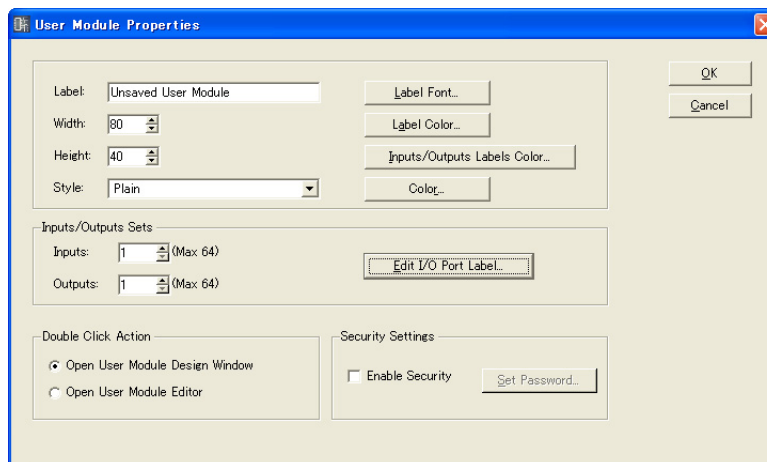 User Module Properties
Label: Unsaved User Module Label Font... OK
Width: 80 Label Color... Cancel
Height: 40 Inputs/Outputs Labels Color...
Style: Plain Color...
Inputs/Outputs Sets
Inputs: 1 (Max 64)
Edit I/O Port Label...
Outputs: 1 (Max 64)
Double Click Action Security Settings
Open User Module Design Window
Enable Security Set Password...
Open User Module Editor